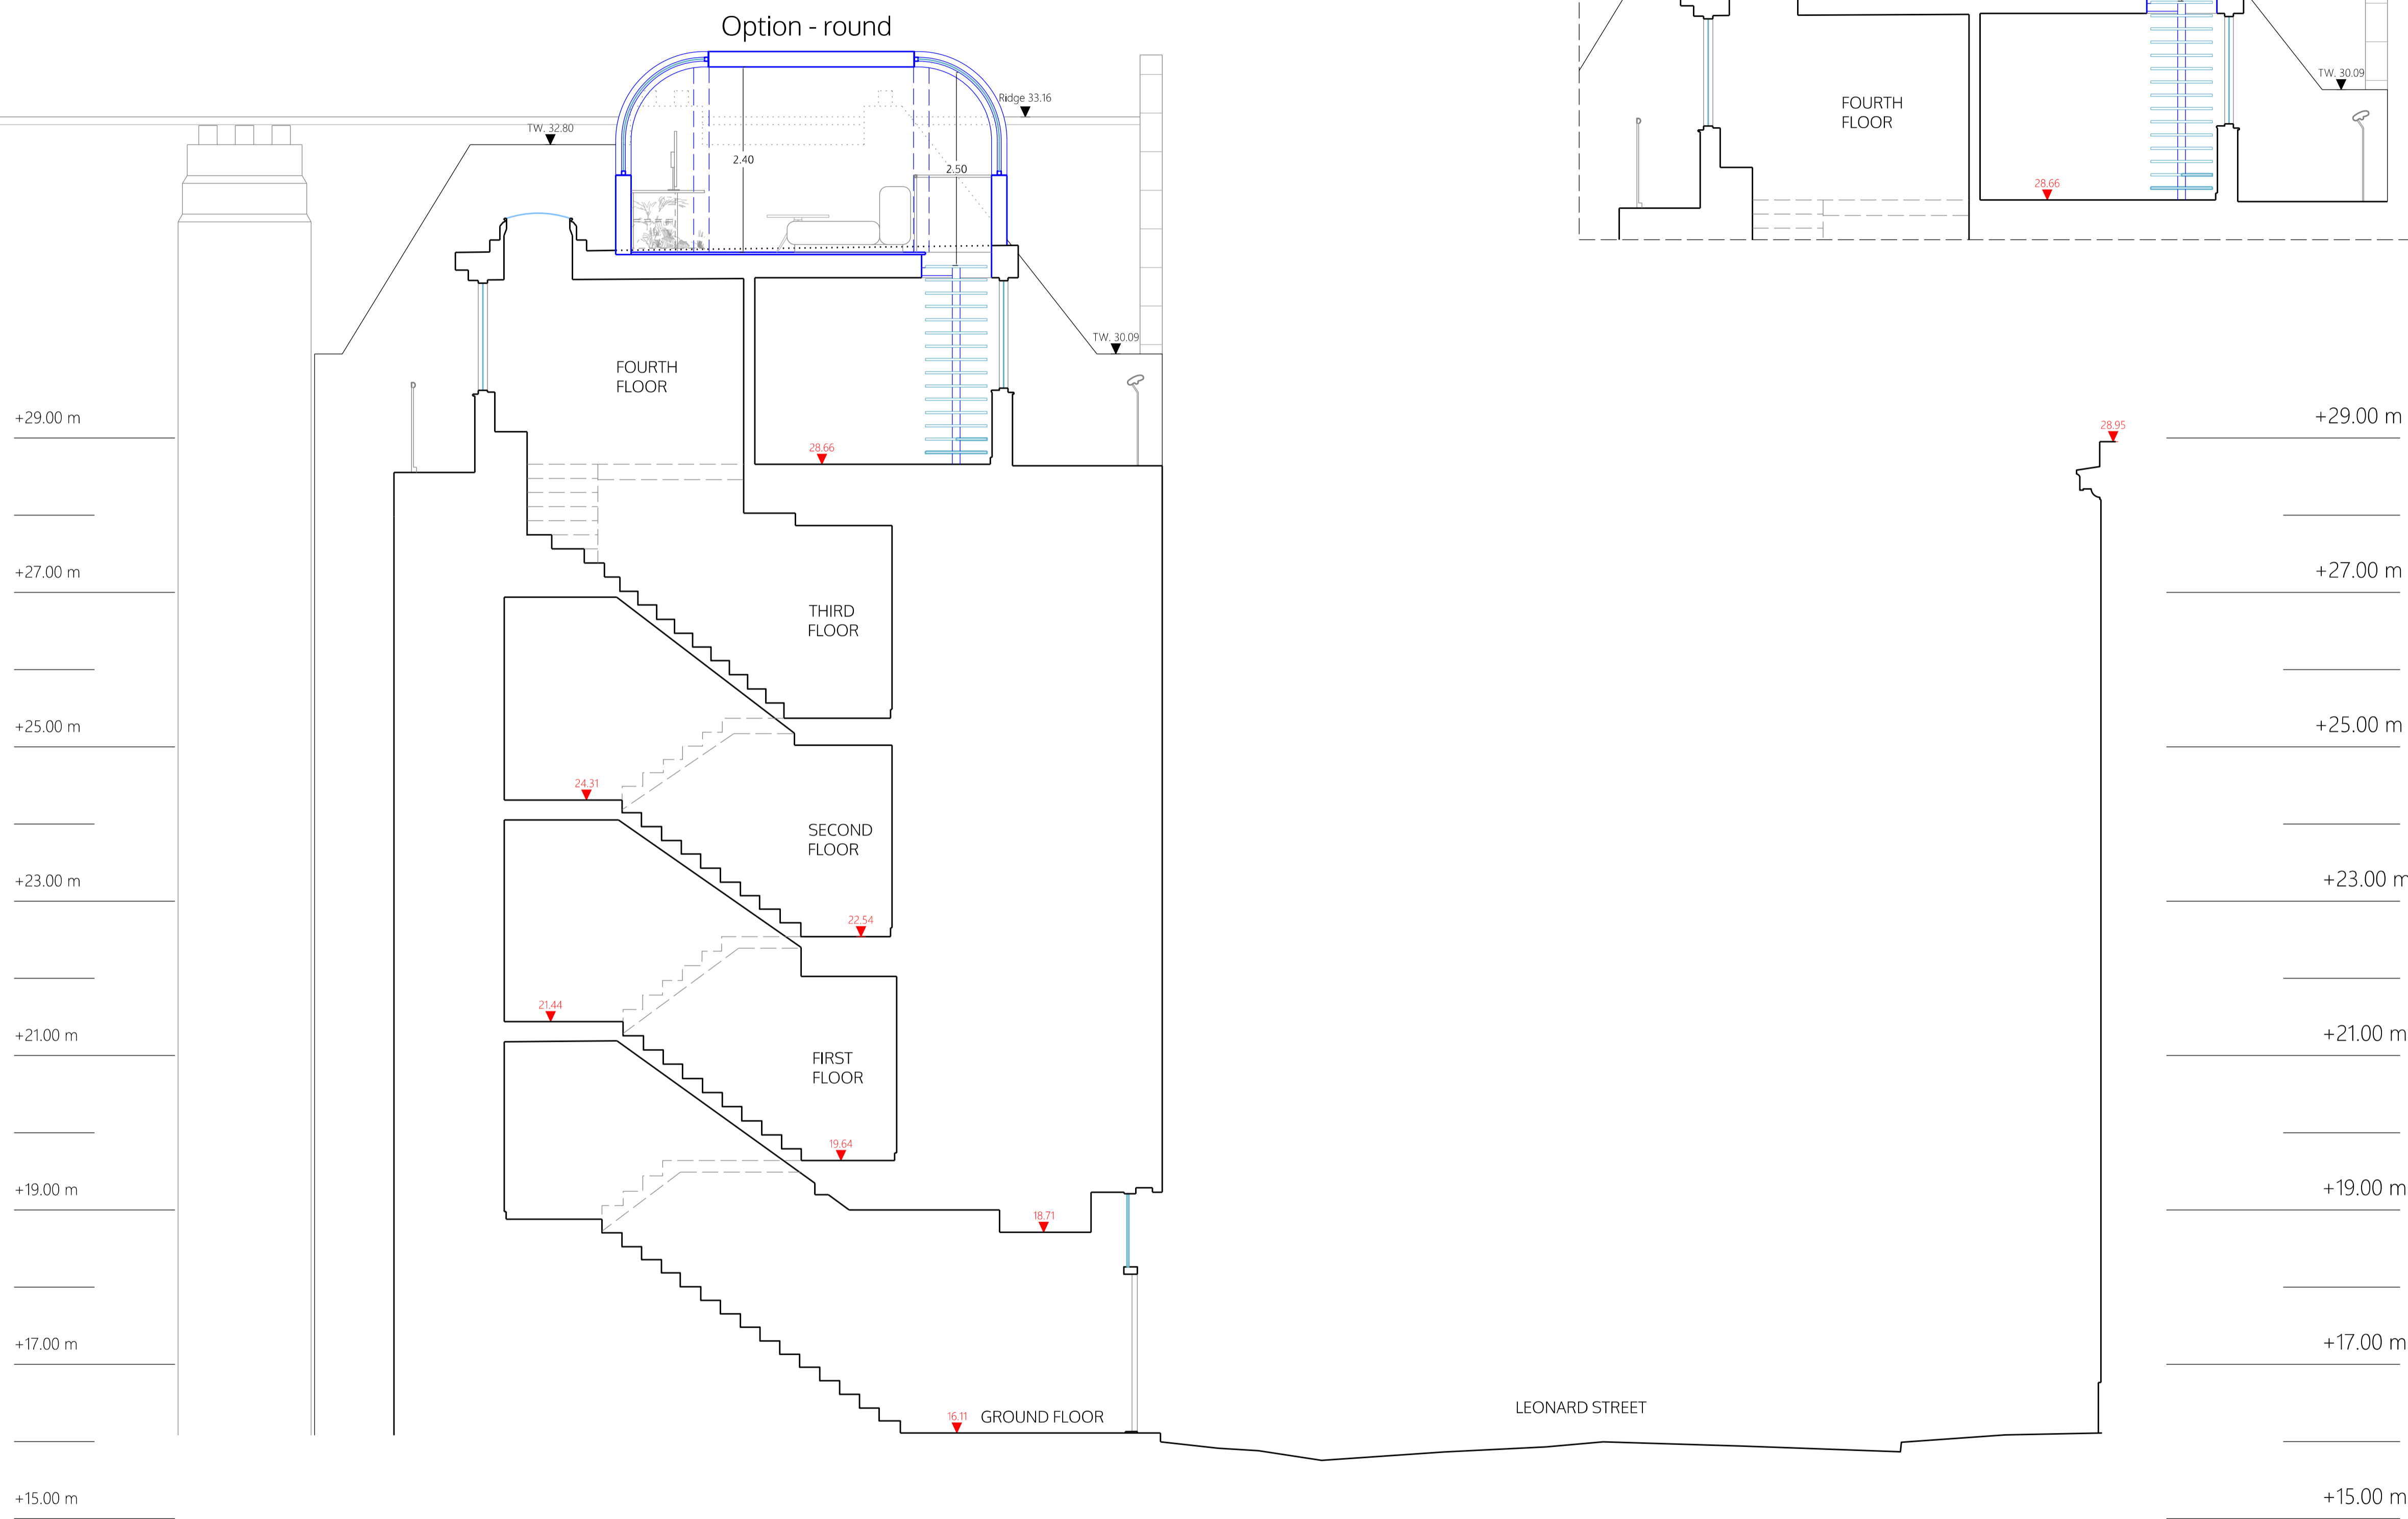 Option - round
Ridge 33.16
TW. 32.80
2.40
2.50
TW. 30.09
FOURTH
FLOOR
28.66
TW. 30.09
FOURTH
FLOOR
28.66
+29.00 m
+29.00 m
28.95
+27.00 m
+27.00 m
THIRD
FLOOR
+25.00 m
+25.00 m
24.31
SECOND
FLOOR
+23.00 m
+23.00 m
22.54
21.44
+21.00 m
+21.00 m
FIRST
FLOOR
19.64
+19.00 m
+19.00 m
18.71
+17.00 m
+17.00 m
16.11
GROUND FLOOR
LEONARD STREET
+15.00 m
+15.00 m